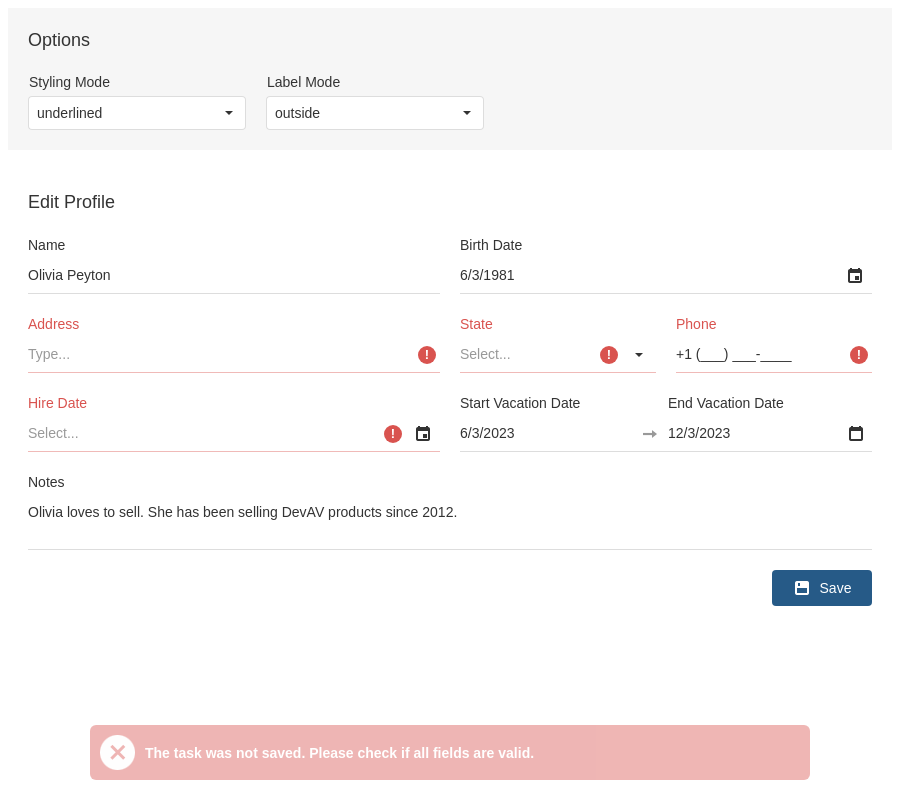 Options
Styling Mode Label Mode
underlined outside
Edit Profile
Name Birth Date
Olivia Peyton 6/3/1981
Address State Phone
Type... Select... +1 (___) ___-____
Hire Date Start Vacation Date End Vacation Date
Select... 6/3/2023 12/3/2023
Notes
Olivia loves to sell. She has been selling DevAV products since 2012.
Save
The task was not saved. Please check if all fields are valid.